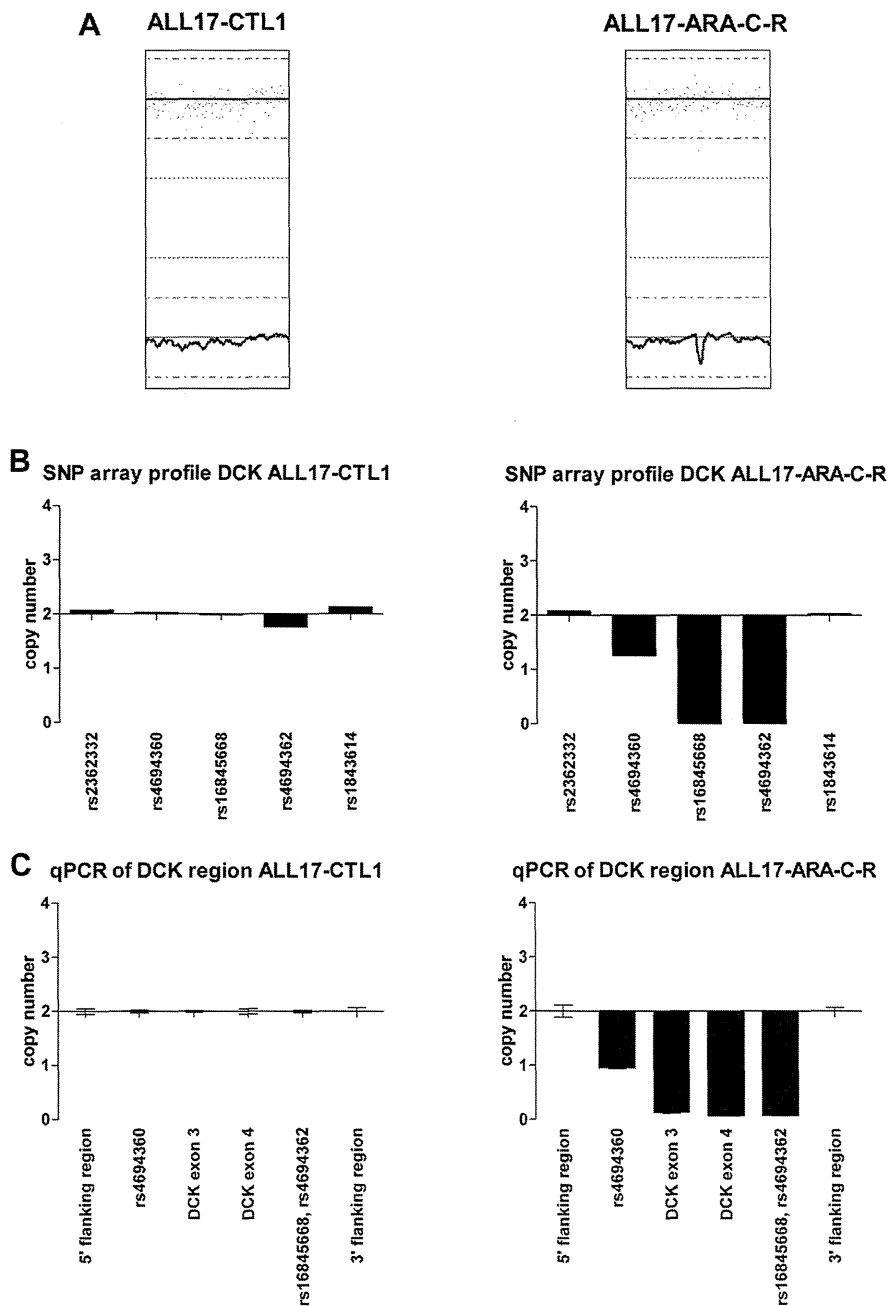 A
ALL17-CTL1
ALL17-ARA-C-R
B
SNP array profile DCK ALL17-CTL1
copy number
4
3
2
1
0
rs2362332
rs4694360
rs16845668
rs4694362
rs1843614
SNP array profile DCK ALL17-ARA-C-R
copy number
4
3
2
1
0
rs2362332
rs4694360
rs16845668
rs4694362
rs1843614
C
qPCR of DCK region ALL17-CTL1
copy number
4
3
2
1
0
5' flanking region
rs4694360
DCK exon 3
DCK exon 4
rs16845668, rs4694362
3' flanking region
qPCR of DCK region ALL17-ARA-C-R
copy number
4
3
2
1
0
5' flanking region
rs4694360
DCK exon 3
DCK exon 4
rs16845668, rs4694362
3' flanking region